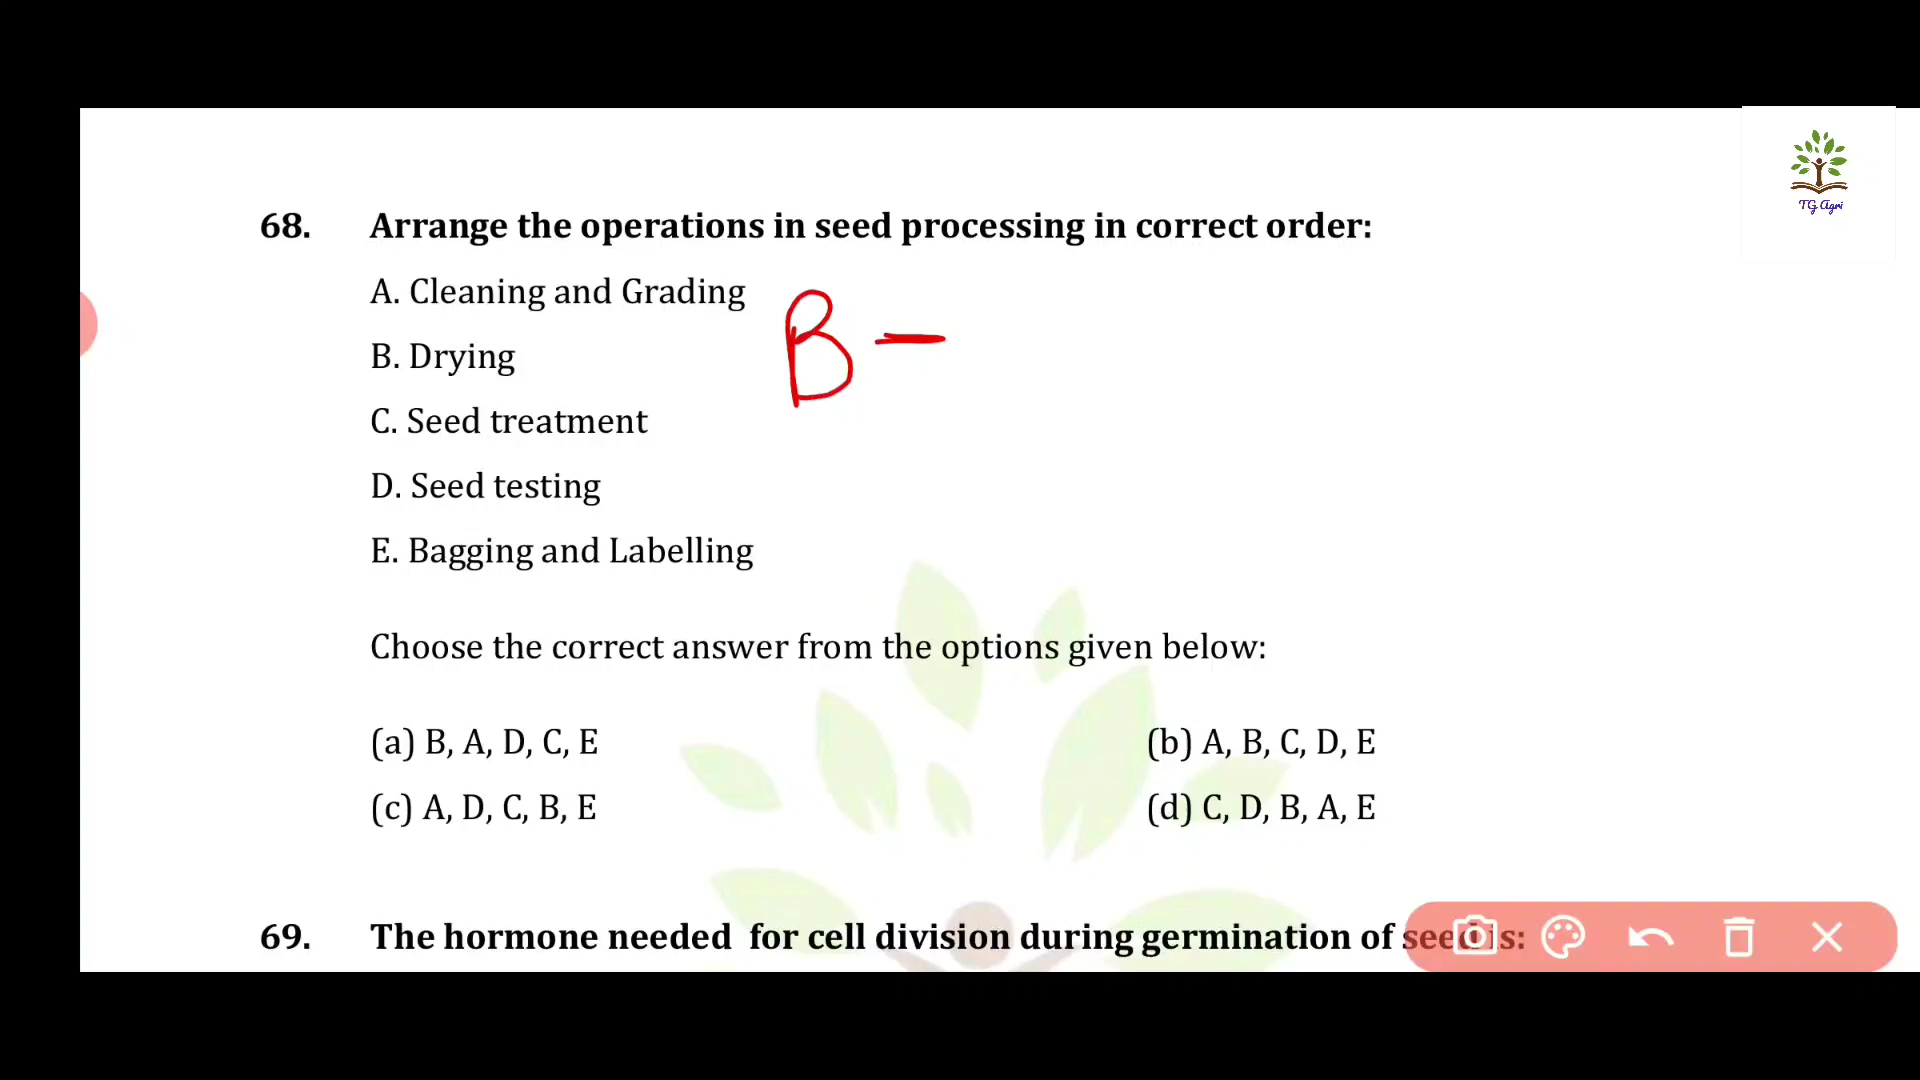 TG Agri
68. Arrange the operations in seed processing in correct order:
A. Cleaning and Grading
B —
B. Drying
C. Seed treatment
D. Seed testing
E. Bagging and Labelling
Choose the correct answer from the options given below:
(a) B, A, D, C, E (b) A, B, C, D, E
(c) A, D, C, B, E (d) C, D, B, A, E
69. The hormone needed for cell division during germination of seed is: